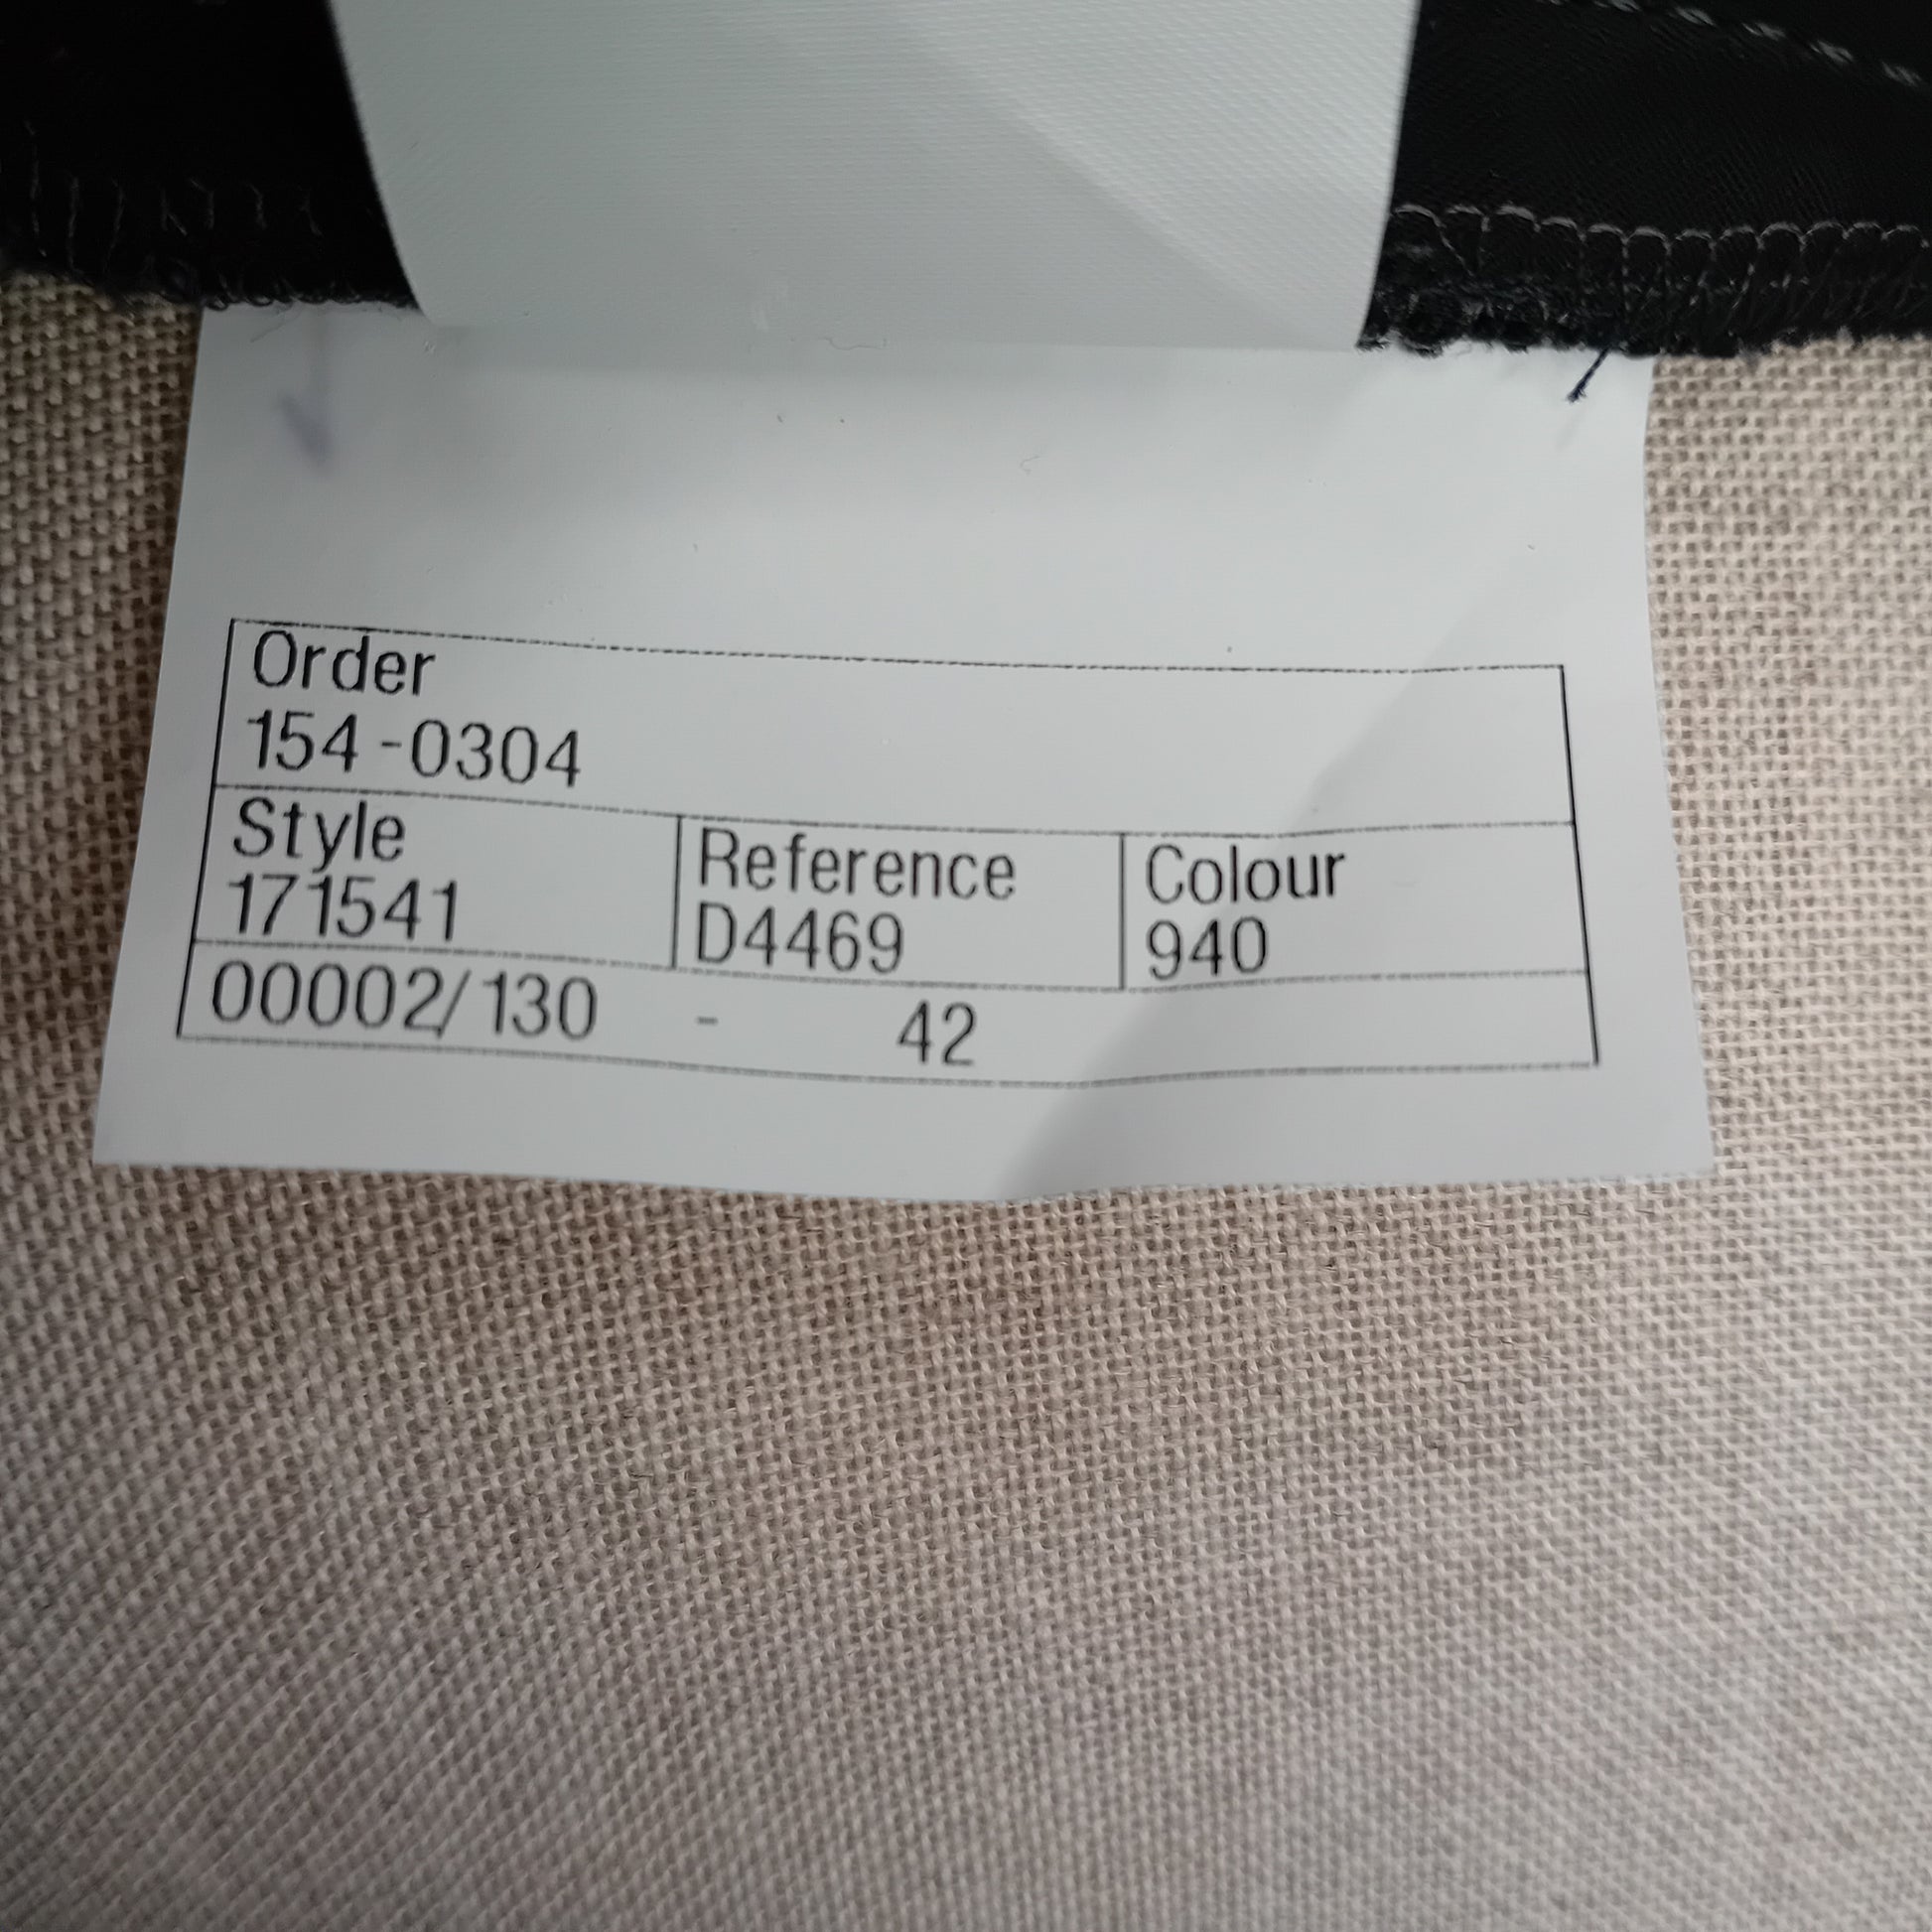 Order
154-0304
Style Reference Colour
171541 D4469 940
00002/130 - 42